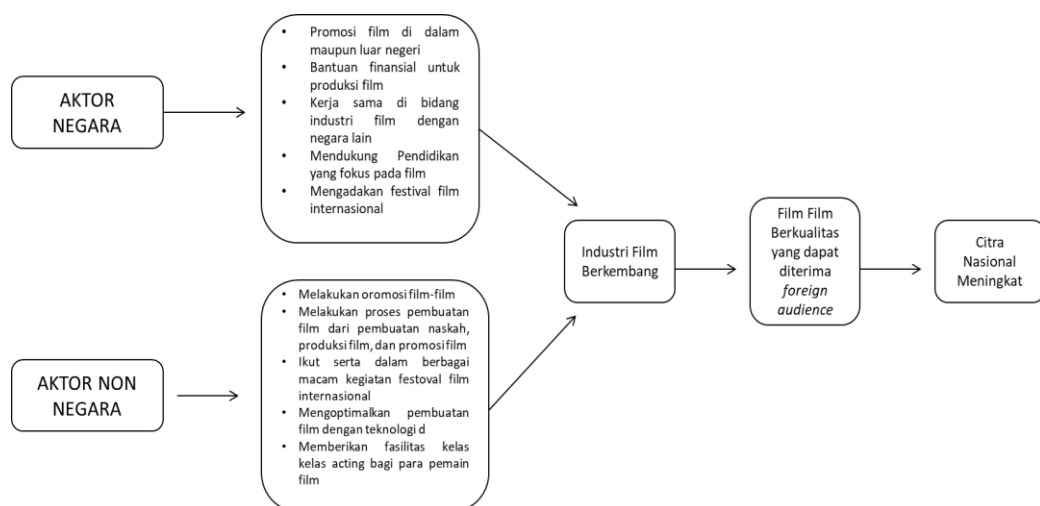 AKTOR
NEGARA
• Promosi film di dalam
maupun luar negeri
• Bantuan finansial untuk
produksi film
• Kerja sama di bidang
industri film dengan
negara lain
• Mendukung Pendidikan
yang fokus pada film
• Mengadakan festival film
internasional
AKTOR NON
NEGARA
• Melakukan oromosi film-film
• Melakukan proses pembuatan
film dari pembuatan naskah,
produksi film, dan promosi film
• Ikut serta dalam berbagai
macam kegiatan festoval film
internasional
• Mengoptimalkan pembuatan
film dengan teknologi d
• Memberikan fasilitas kelas
kelas acting bagi para pemain
film
Industri Film
Berkembang
Film Film
Berkualitas
yang dapat
diterima
foreign
audience
Citra
Nasional
Meningkat